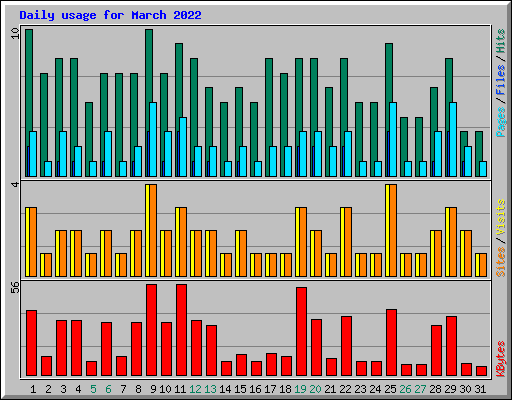 Daily usage for March 2022
10
Pages / Files / Hits
4
Sites / Visits
56
KBytes
1 2 3 4 5 6 7 8 9 10 11 12 13 14 15 16 17 18 19 20 21 22 23 24 25 26 27 28 29 30 31